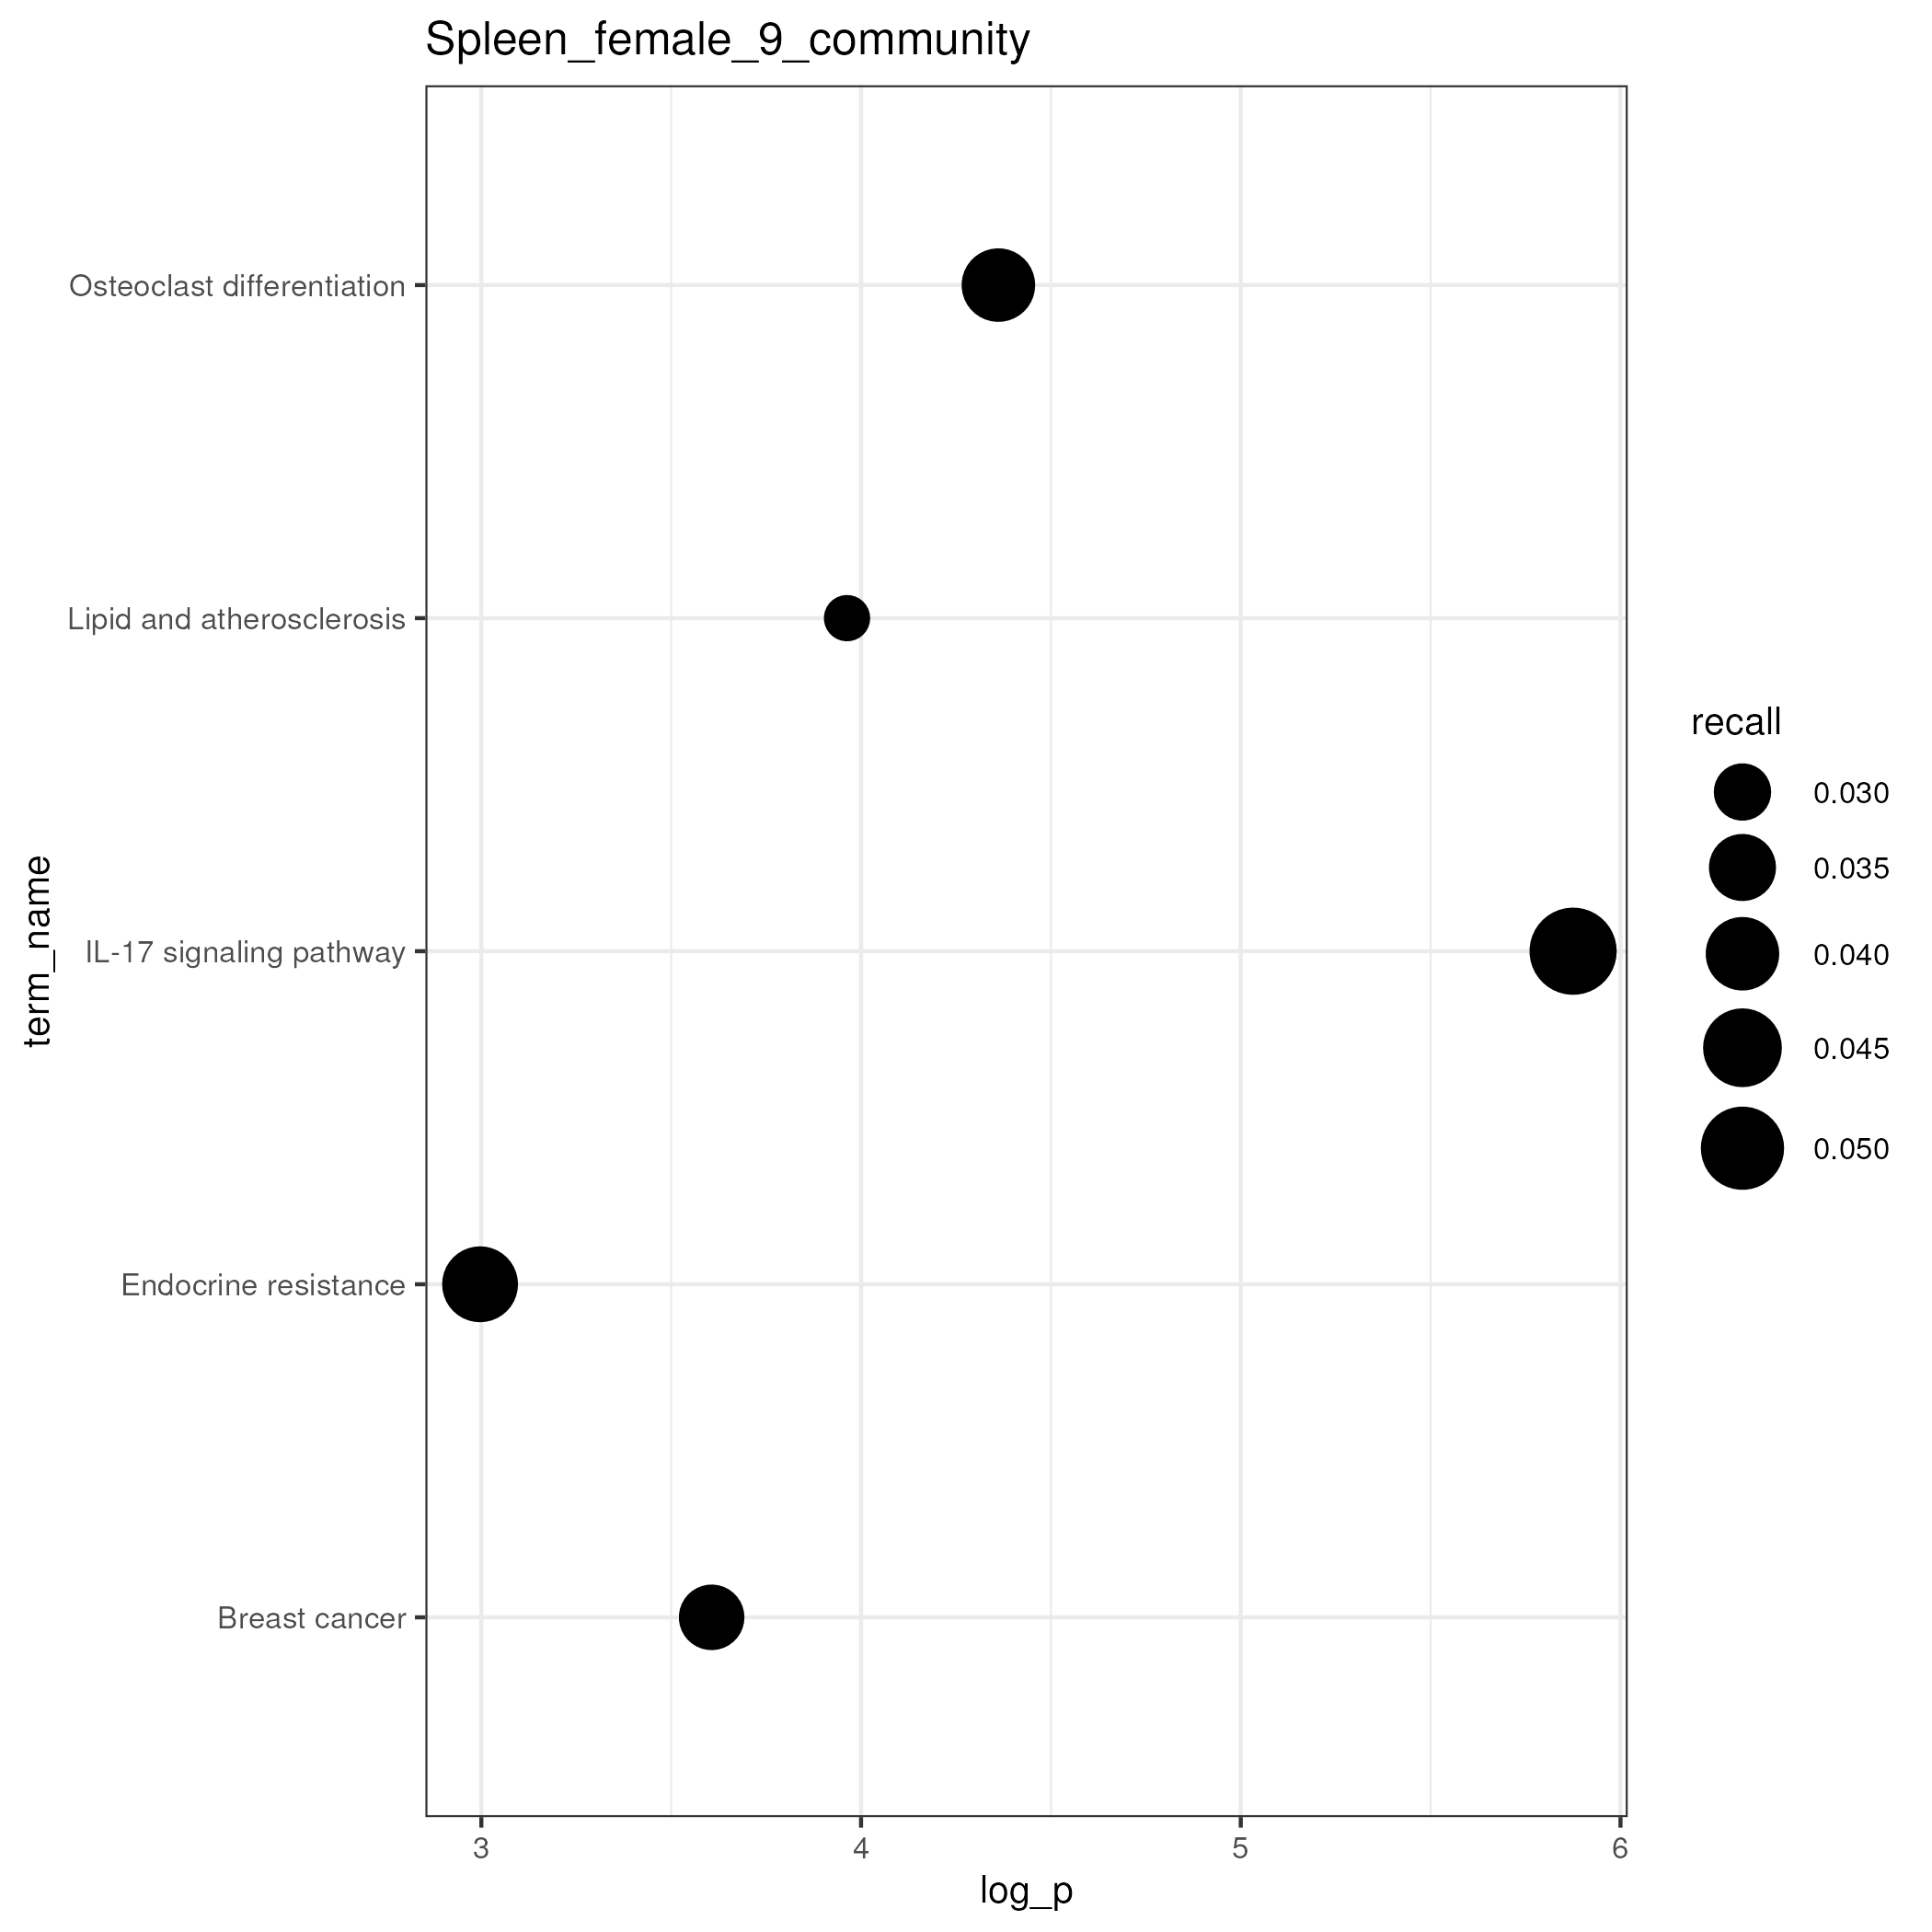 Spleen_female_9_community
term_name
Osteoclast differentiation
Lipid and atherosclerosis
IL-17 signaling pathway
Endocrine resistance
Breast cancer
3 4 5 6
log_p
recall
0.030
0.035
0.040
0.045
0.050